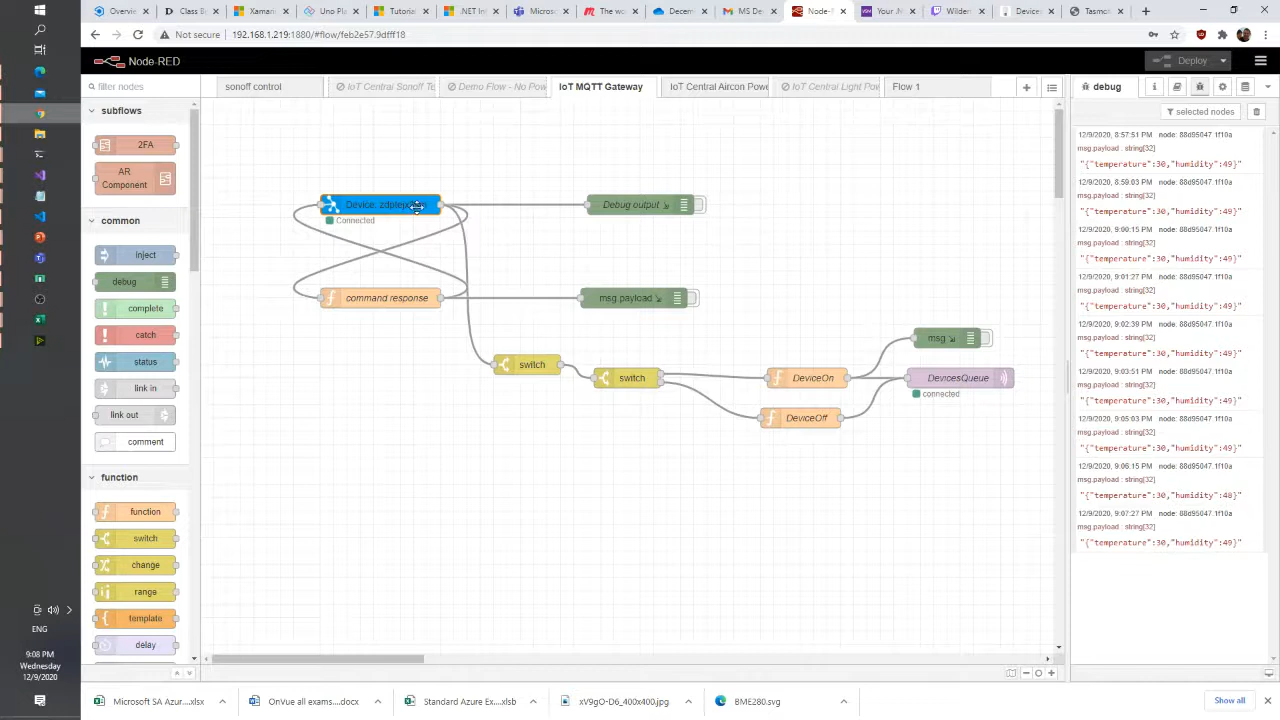 Overvie
Class B
Xamari
Uno Pla
Tutorial
.NET In
Microso
The wo
Decem
MS De
Node-R
Your .N
Wilder
Devices
Tasmo
Not secure
192.168.1.219:1880/#flow/feb2e57.9dfff18
Node-RED
Deploy
filter nodes
sonoff control
IoT Central Sonoff Te
Demo Flow - No Pow
IoT MQTT Gateway
IoT Central Aircon Powe
IoT Central Light Pow
Flow 1
debug
selected nodes
subflows
2FA
AR
Component
common
inject
debug
complete
catch
status
link in
link out
comment
function
function
switch
change
range
template
delay
Connected
Debug output
command response
msg.payload
switch
switch
DeviceOn
DeviceOff
msg
DevicesQueue
connected
12/9/2020, 8:57:51 PM node: 88d95047.1f10a
msg.payload : string[32]
"{"temperature":30,"humidity":49}"
12/9/2020, 8:59:03 PM node: 88d95047.1f10a
msg.payload : string[32]
"{"temperature":30,"humidity":49}"
12/9/2020, 9:00:15 PM node: 88d95047.1f10a
msg.payload : string[32]
"{"temperature":30,"humidity":49}"
12/9/2020, 9:01:27 PM node: 88d95047.1f10a
msg.payload : string[32]
"{"temperature":30,"humidity":49}"
12/9/2020, 9:02:39 PM node: 88d95047.1f10a
msg.payload : string[32]
"{"temperature":30,"humidity":49}"
12/9/2020, 9:03:51 PM node: 88d95047.1f10a
msg.payload : string[32]
"{"temperature":30,"humidity":49}"
12/9/2020, 9:05:03 PM node: 88d95047.1f10a
msg.payload : string[32]
"{"temperature":30,"humidity":49}"
12/9/2020, 9:06:15 PM node: 88d95047.1f10a
msg.payload : string[32]
"{"temperature":30,"humidity":48}"
12/9/2020, 9:07:27 PM node: 88d95047.1f10a
msg.payload : string[32]
"{"temperature":30,"humidity":49}"
ENG
9:08 PM
Wednesday
12/9/2020
Microsoft SA Azur....xlsx
OnVue all exams....docx
Standard Azure Ex....xlsb
xV9gO-D6_400x400.jpg
BME280.svg
Show all